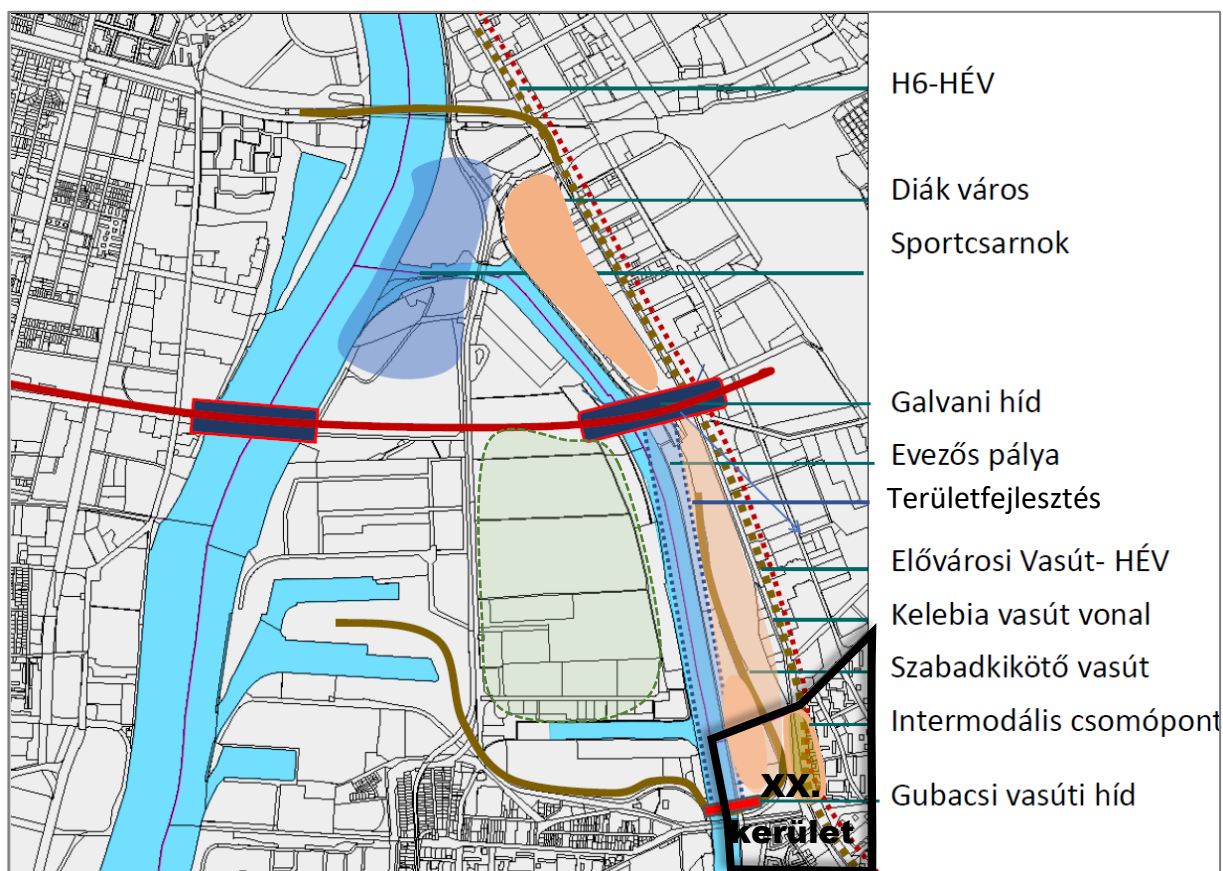 H6-HÉV
Diák város
Sportcsarnok
Galvani híd
Evezős pálya
Területfejlesztés
Elővárosi Vasút- HÉV
Kelebia vasút vonal
Szabadkikötő vasút
Intermodális csomópont
Gubacsi vasúti híd
XX.
kerület